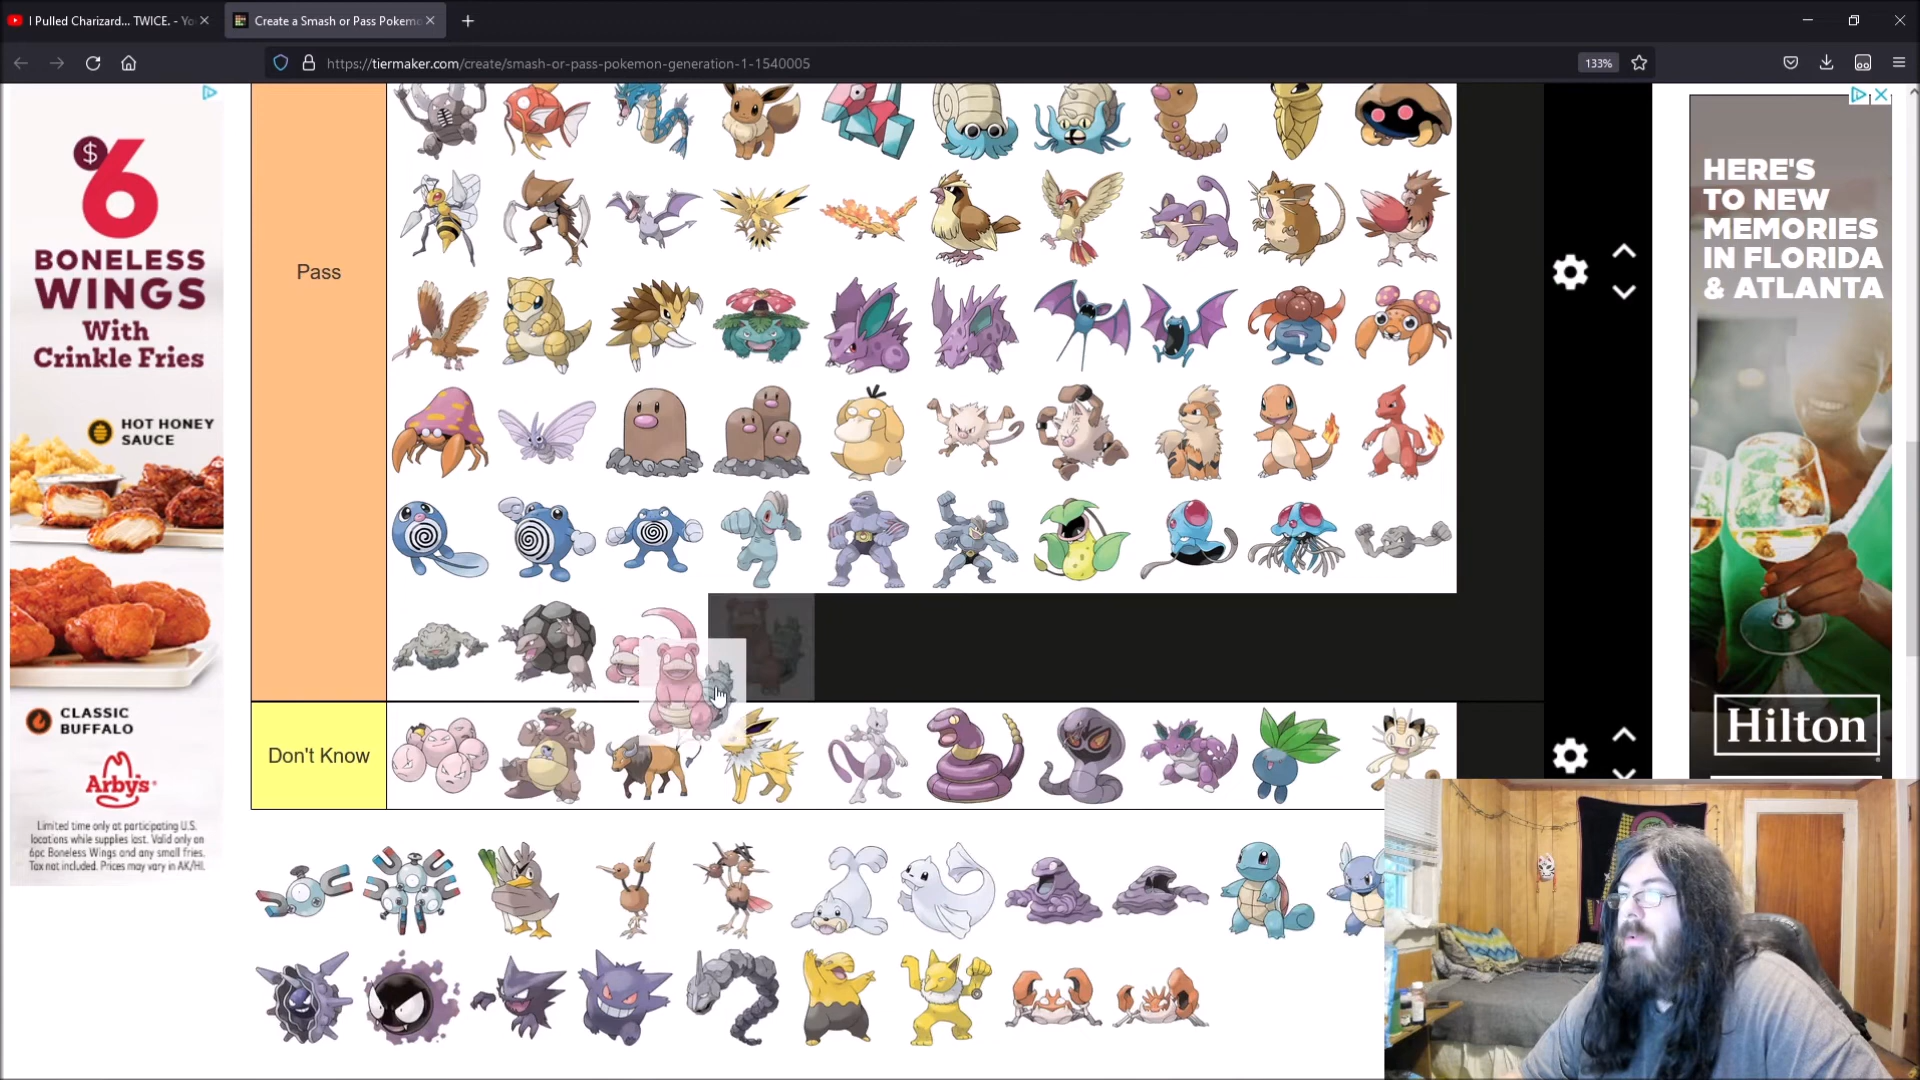 I Pulled Charizard... TWICE. - Yo
Create a Smash or Pass Pokemo
https://tiermaker.com/create/smash-or-pass-pokemon-generation-1-1540005
133%
$6
BONELESS
WINGS
With
Crinkle Fries
HOT HONEY
SAUCE
CLASSIC
BUFFALO
Arby's
Limited time only at participating U.S.
locations while supplies last. Valid only on
6pc Boneless Wings and any small fries.
Tax not included. Prices may vary in AK/HI.
Pass
Don't Know
HERE'S
TO NEW
MEMORIES
IN FLORIDA
& ATLANTA
Hilton